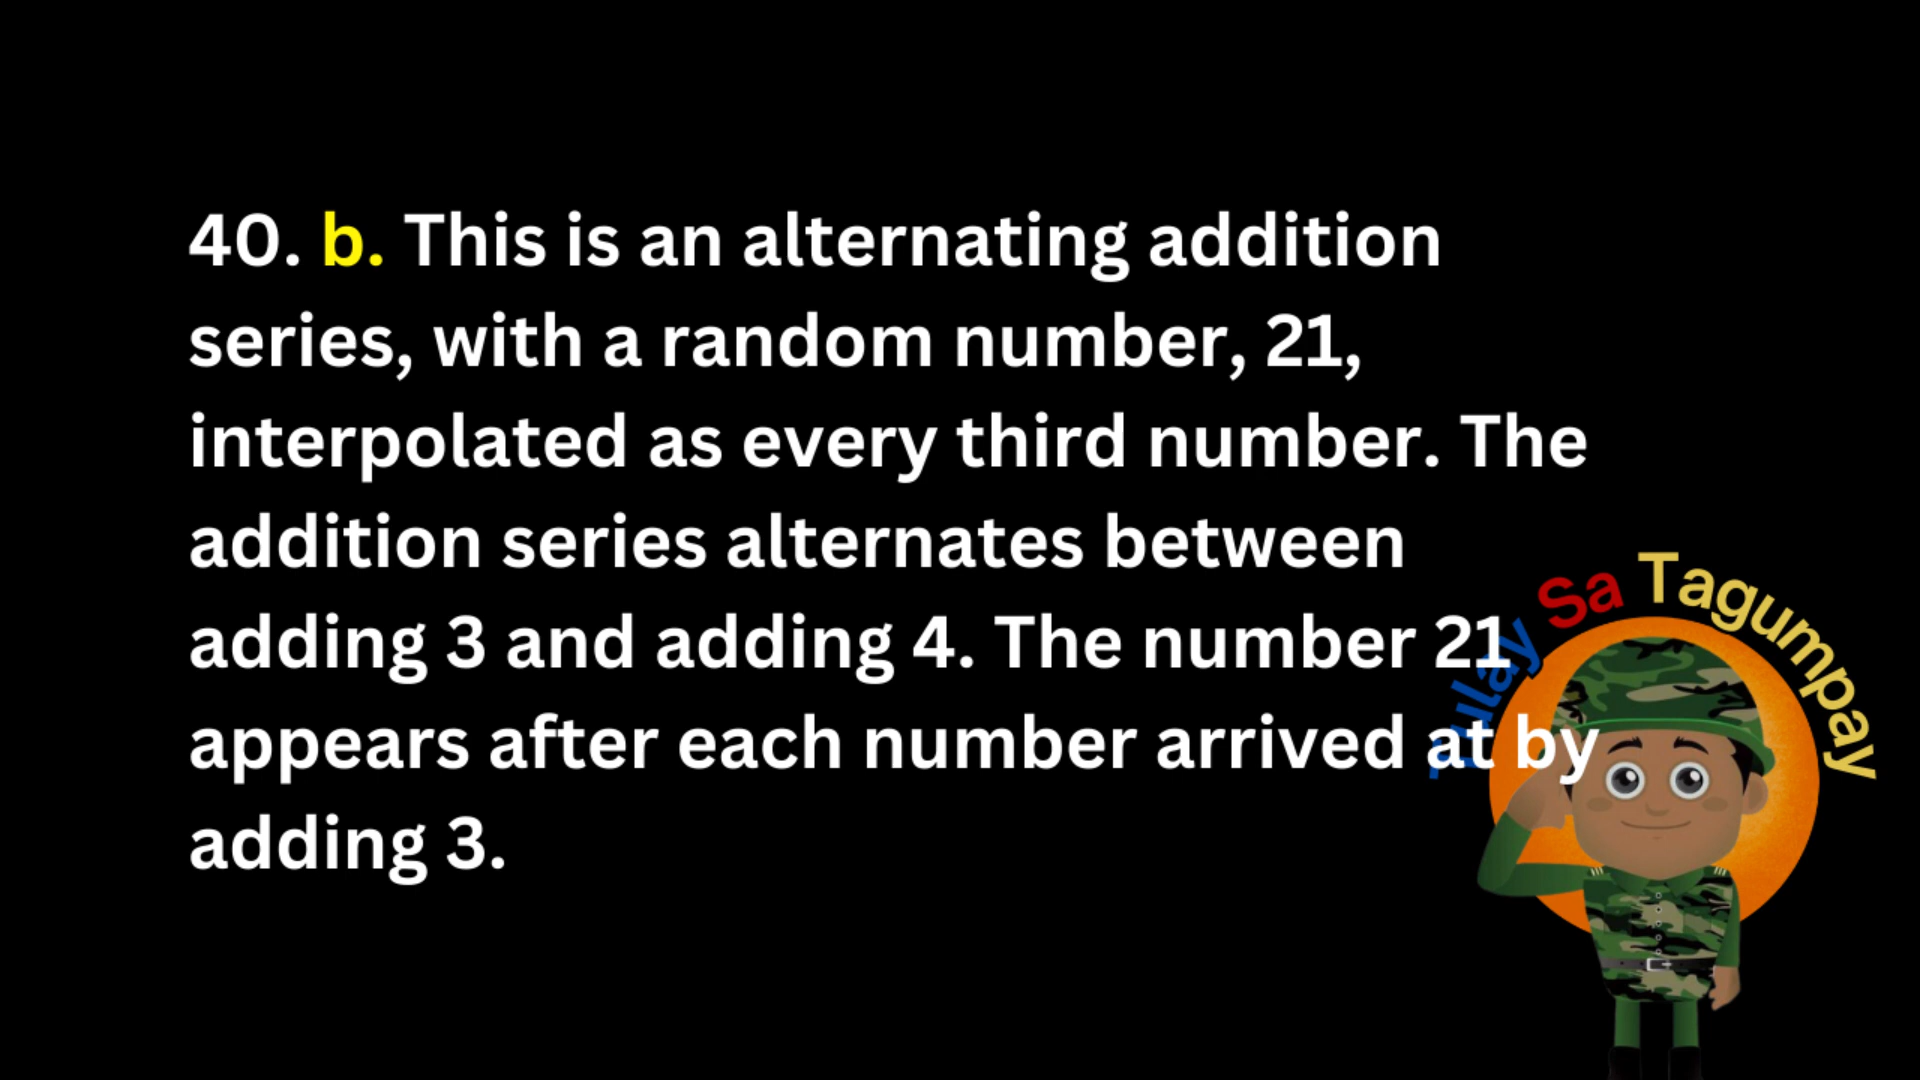 40. b. This is an alternating addition
series, with a random number, 21,
interpolated as every third number. The
addition series alternates between
adding 3 and adding 4. The number 21
appears after each number arrived at by
adding 3.
Tulay Sa Tagumpay